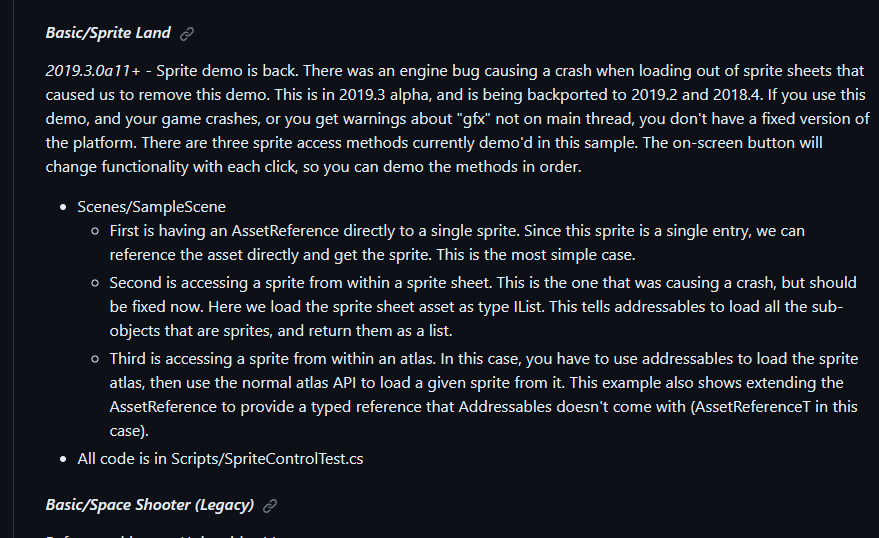 Basic/Sprite Land
2019.3.0a11+ - Sprite demo is back. There was an engine bug causing a crash when loading out of sprite sheets that
caused us to remove this demo. This is in 2019.3 alpha, and is being backported to 2019.2 and 2018.4. If you use this
demo, and your game crashes, or you get warnings about "gfx" not on main thread, you don't have a fixed version of
the platform. There are three sprite access methods currently demo'd in this sample. The on-screen button will
change functionality with each click, so you can demo the methods in order.
Scenes/SampleScene
First is having an AssetReference directly to a single sprite. Since this sprite is a single entry, we can
reference the asset directly and get the sprite. This is the most simple case.
Second is accessing a sprite from within a sprite sheet. This is the one that was causing a crash, but should
be fixed now. Here we load the sprite sheet asset as type IList. This tells addressables to load all the sub-
objects that are sprites, and return them as a list.
Third is accessing a sprite from within an atlas. In this case, you have to use addressables to load the sprite
atlas, then use the normal atlas API to load a given sprite from it. This example also shows extending the
AssetReference to provide a typed reference that Addressables doesn't come with (AssetReferenceT in this
case).
All code is in Scripts/SpriteControlTest.cs
Basic/Space Shooter (Legacy)